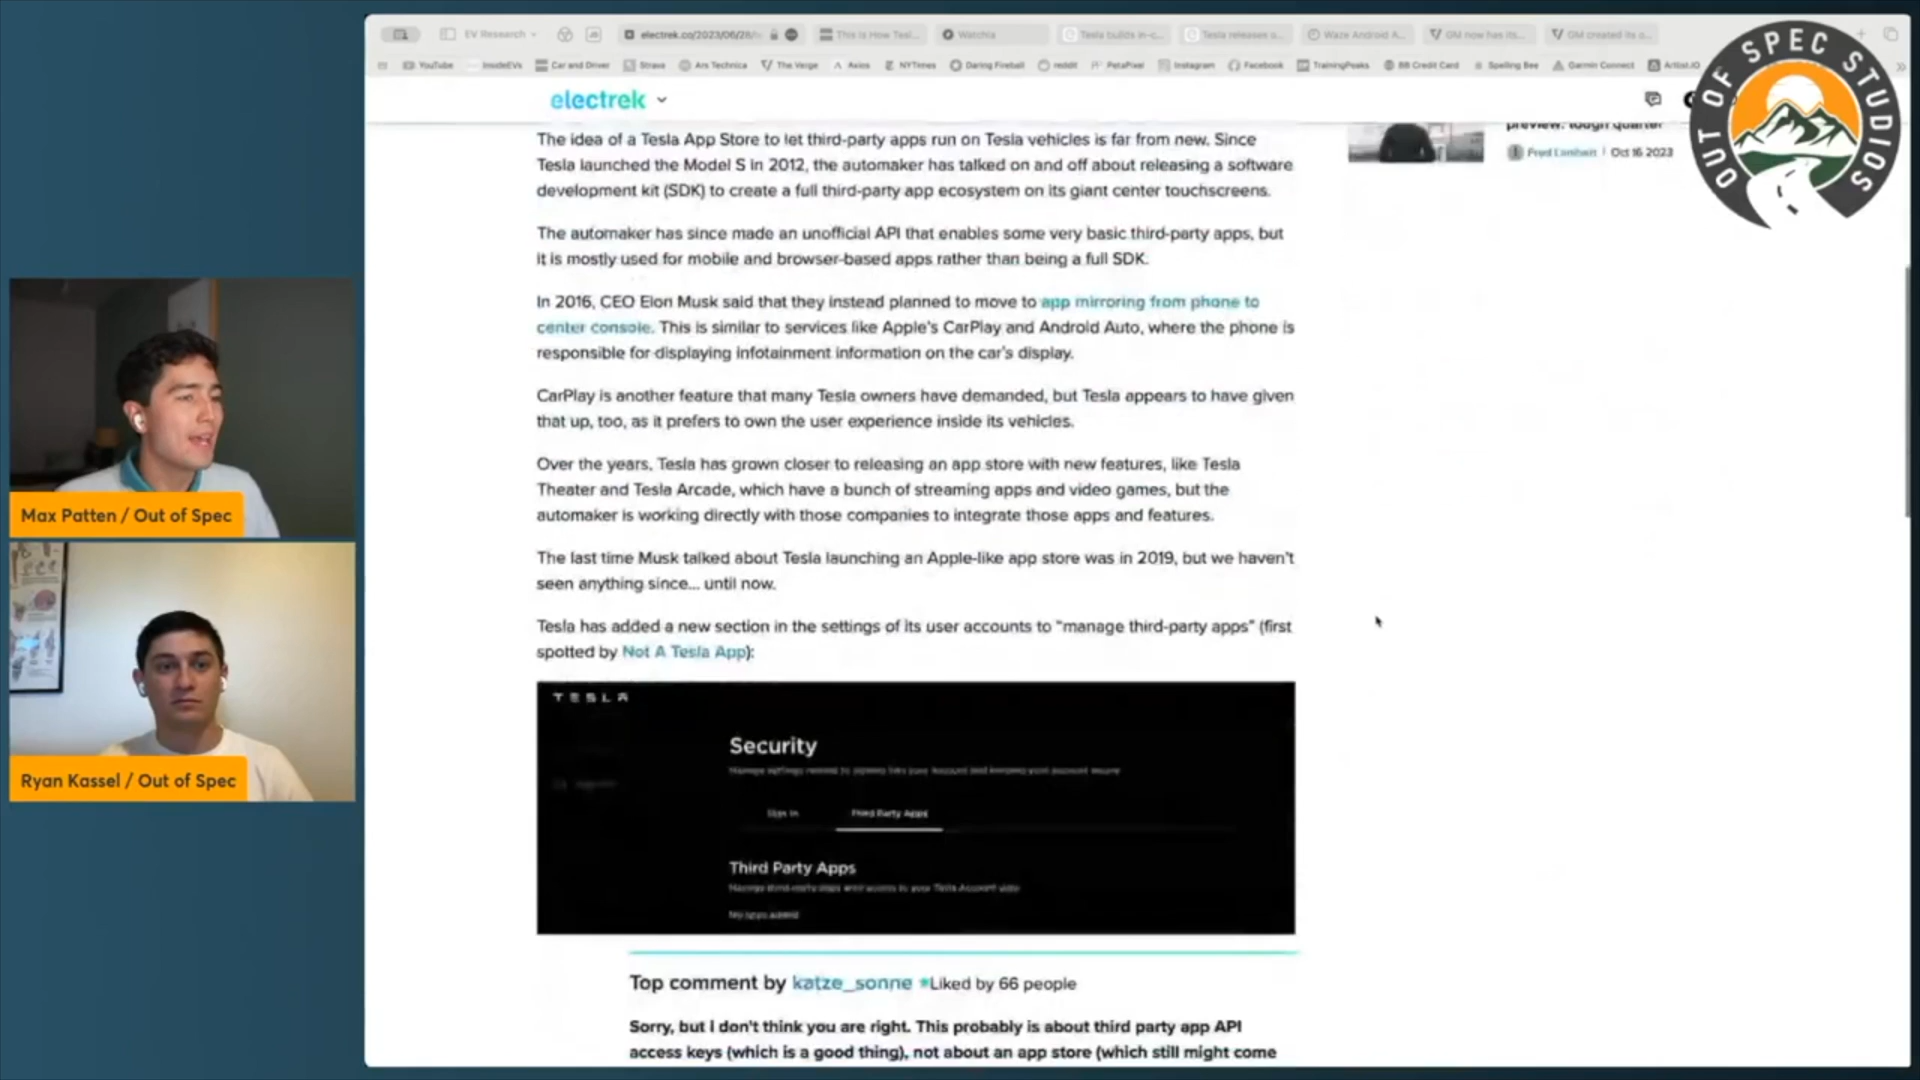 EV Research
electrek.co/2023/06/28/
This is How Tesl...
Tesla builds in-c...
Tesla releases a...
Waze Android A...
GM now has its...
GM created its o...
YouTube
InsideEVs
Car and Driver
Strava
Ars Technica
The Verge
Axios
NYTimes
Daring Fireball
reddit
PetaPixel
Instagram
Facebook
TrainingPeaks
BB Credit Card
Spelling Bee
Garmin Connect
Artist.IO
OUT OF SPEC STUDIOS
electrek
preview: tough quarter
Fred Lambert | Oct 16 2023
The idea of a Tesla App Store to let third-party apps run on Tesla vehicles is far from new. Since
Tesla launched the Model S in 2012, the automaker has talked on and off about releasing a software
development kit (SDK) to create a full third-party app ecosystem on its giant center touchscreens.
The automaker has since made an unofficial API that enables some very basic third-party apps, but
it is mostly used for mobile and browser-based apps rather than being a full SDK.
In 2016, CEO Elon Musk said that they instead planned to move to app mirroring from phone to
center console. This is similar to services like Apple's CarPlay and Android Auto, where the phone is
responsible for displaying infotainment information on the car's display.
CarPlay is another feature that many Tesla owners have demanded, but Tesla appears to have given
that up, too, as it prefers to own the user experience inside its vehicles.
Over the years, Tesla has grown closer to releasing an app store with new features, like Tesla
Theater and Tesla Arcade, which have a bunch of streaming apps and video games, but the
automaker is working directly with those companies to integrate those apps and features.
The last time Musk talked about Tesla launching an Apple-like app store was in 2019, but we haven't
seen anything since... until now.
Tesla has added a new section in the settings of its user accounts to "manage third-party apps" (first
spotted by Not A Tesla App):
TESLA
Security
Sign In
Third Party Apps
Third Party Apps
Manage third-party apps with access to your Tesla Account data
No apps added
Top comment by katze_sonne Liked by 66 people
Sorry, but I don't think you are right. This probably is about third party app API
access keys (which is a good thing), not about an app store (which still might come
Max Patten / Out of Spec
Ryan Kassel / Out of Spec